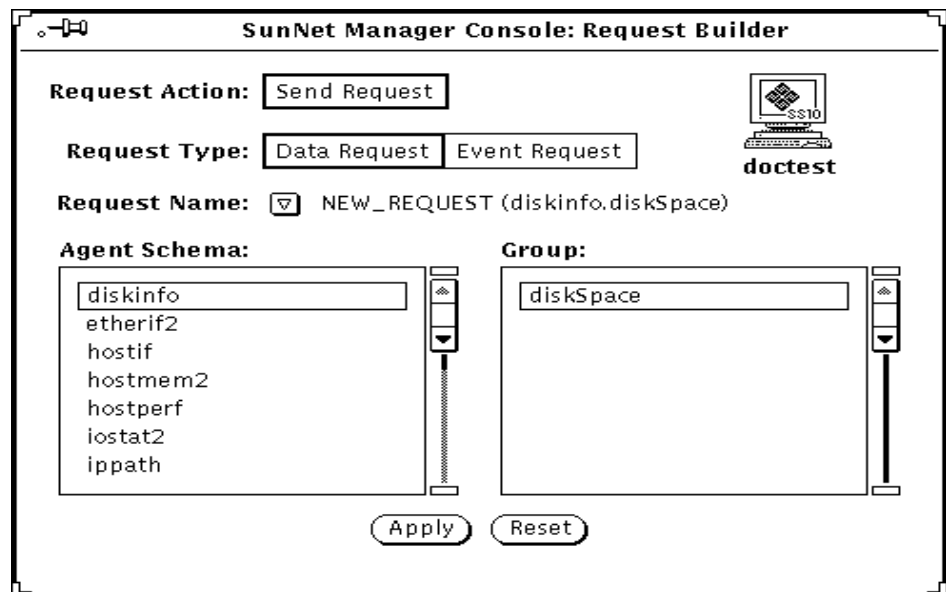 SunNet Manager Console: Request Builder
Request Action: Send Request
SS10
Request Type: Data Request Event Request
doctest
Request Name: NEW_REQUEST (diskinfo.diskSpace)
Agent Schema: Group:
diskinfo diskSpace
etherif2
hostif
hostmem2
hostperf
iostat2
ippath
Apply Reset